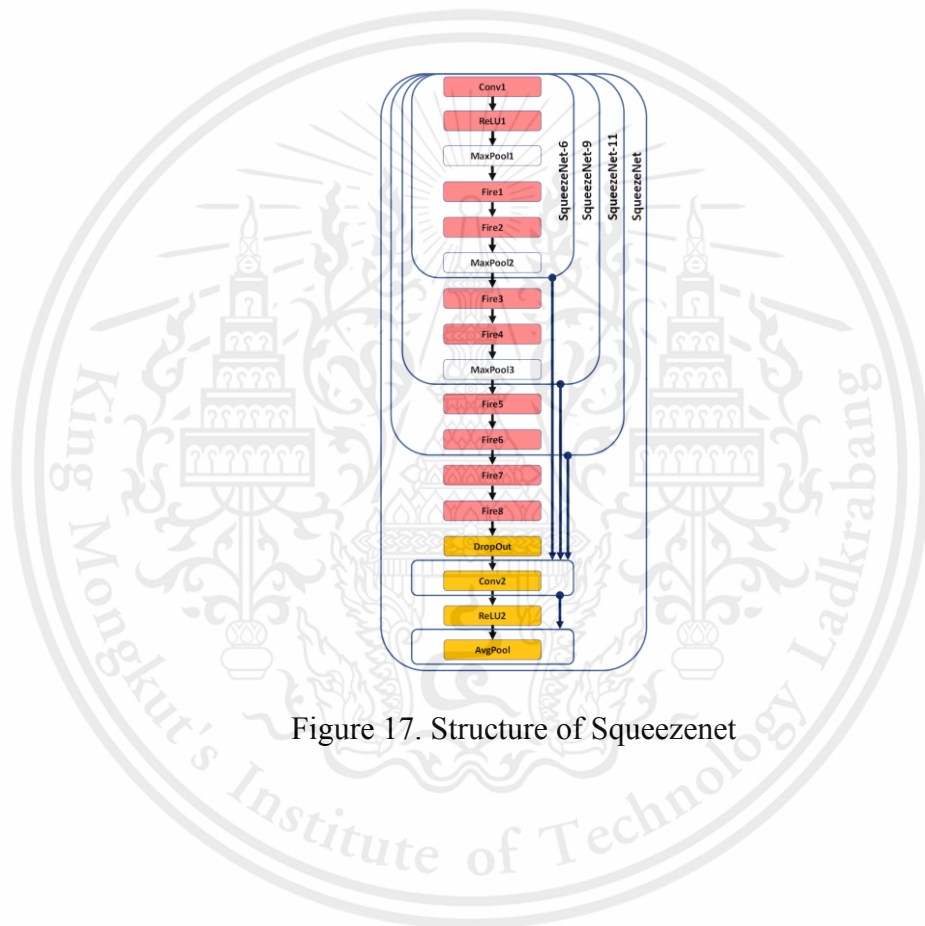 Conv1
ReLU1
MaxPool1
Fire1
Fire2
MaxPool2
Fire3
Fire4
MaxPool3
Fire5
Fire6
Fire7
Fire8
DropOut
Conv2
ReLU2
AvgPool
SqueezeNet-6
SqueezeNet-9
SqueezeNet-11
SqueezeNet
Figure 17. Structure of Squeezenet
King Mongkut's Institute of Technology Ladkrabang